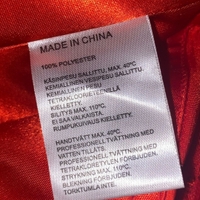 MADE IN CHINA
100% POLYESTER
KÄSINPESU SALLITTU, MAX. 40°C
KEMIALLINEN VESIPESU SALLITTU
KEMIALLINEN PESU
TETRAKLOORIETEENILLÄ
KIELLETTY.
SILITYS MAX. 110°C.
EI SAA VALKAISTA.
RUMPUKUIVAUS KIELLETTY.
HANDTVÄTT MAX. 40°C.
PROFESSIONELL TVÄTTNING MED
VATTEN TILLÅTS.
PROFESSIONELL TVÄTTNING MED
TETRAKLORETYLEN FÖRBJUDEN.
STRYKNING MAX. 110°C.
BLEKNING FÖRBJUDEN.
TORKTUMLA INTE.